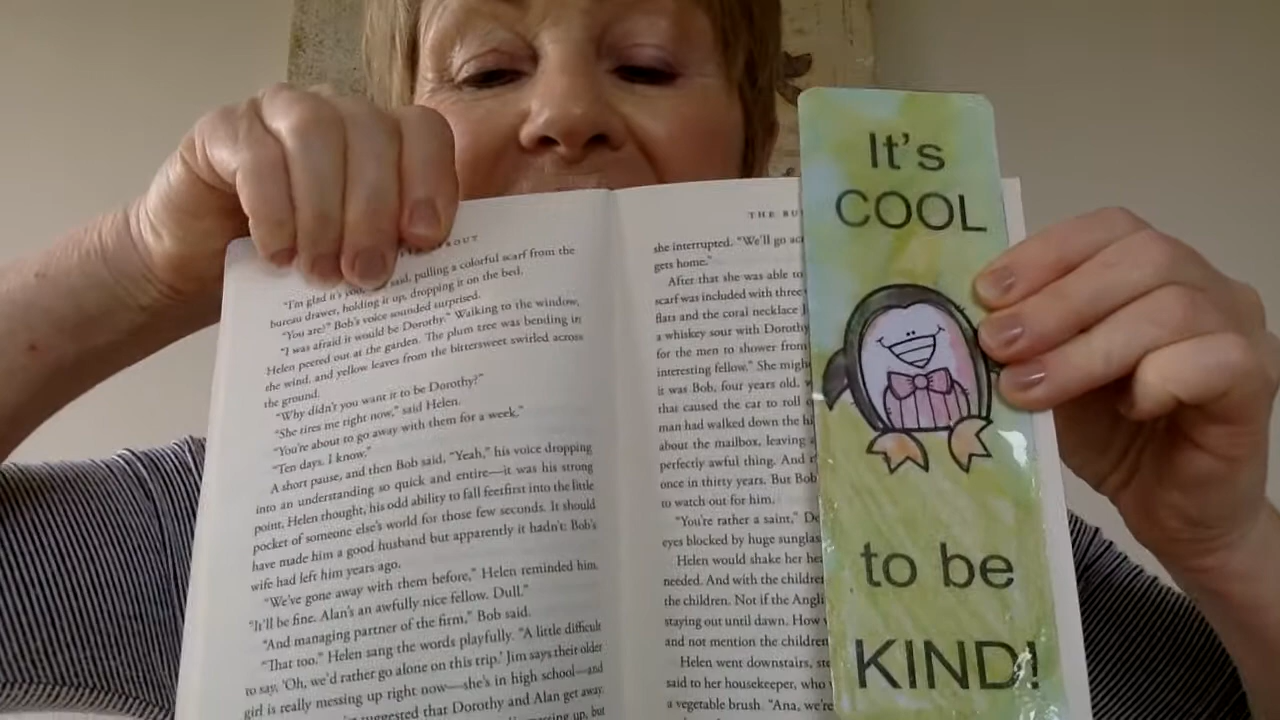 "I'm glad it's you," said, pulling a colorful scarf from the
bureau drawer, holding it up, dropping it on the bed.
"You are?" Bob's voice sounded surprised.
"I was afraid it would be Dorothy." Walking to the window,
Helen peered out at the garden. The plum tree was bending in
the wind, and yellow leaves from the bittersweet swirled across
the ground.
"Why didn't you want it to be Dorothy?"
"She tires me right now," said Helen.
"You're about to go away with them for a week."
"Ten days. I know."
A short pause, and then Bob said, "Yeah," his voice dropping
into an understanding so quick and entire—it was his strong
point, Helen thought, his odd ability to fall feetfirst into the little
pocket of someone else's world for those few seconds. It should
have made him a good husband but apparently it hadn't: Bob's
wife had left him years ago.
"We've gone away with them before," Helen reminded him.
"It'll be fine. Alan's an awfully nice fellow. Dull."
"And managing partner of the firm," Bob said.
"That too." Helen sang the words playfully. "A little difficult
to say, 'Oh, we'd rather go alone on this trip.' Jim says their older
girl is really messing up right now—she's in high school—and
suggested that Dorothy and Alan get away.
up, but
THE BU
she interrupted. "We'll go
gets home."
After that she was able to
scarf was included with three
flats and the coral necklace
a whiskey sour with Dorothy
for the men to shower from
interesting fellow." She
it was Bob, four years old,
that caused the car to roll
man had walked down the
about the mailbox, leaving
perfectly awful thing. And
once in thirty years. But Bob
to watch out for him.
"You're rather a saint,"
eyes blocked by huge
Helen would shake her
needed. And with the
the children. Not if the
staying out until dawn. How
and not mention the children
Helen went downstairs,
said to her housekeeper, who
a vegetable brush. "Ana, we're
It's
COOL
to be
KIND!